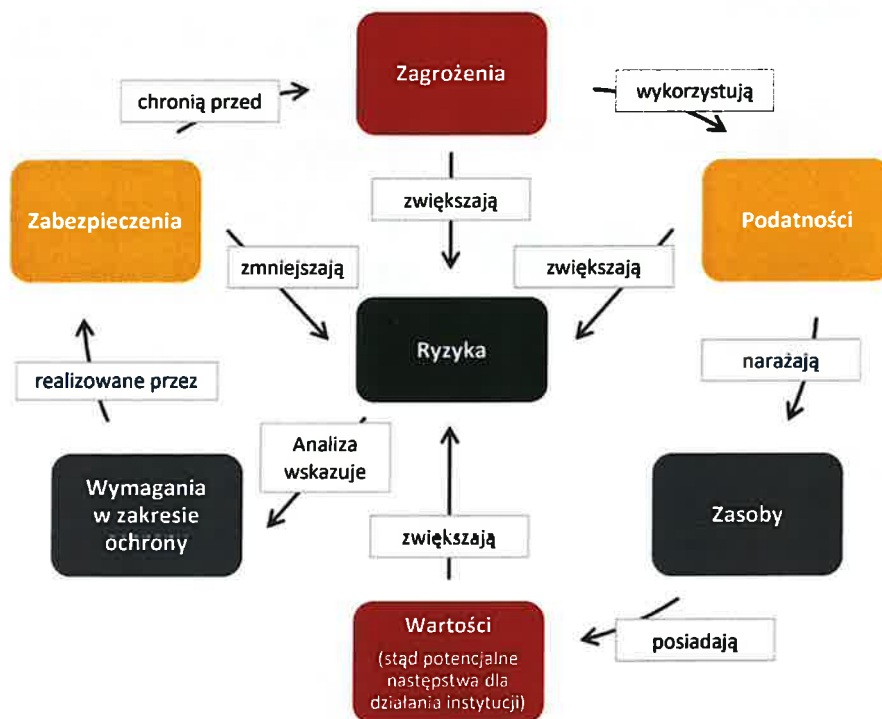 Zagrożenia
chronią przed
wykorzystują
Zabezpieczenia
zwiększają
Podatności
zmniejszają
zwiększają
Ryzyka
realizowane przez
narażają
Analiza
wskazuje
Wymagania
w zakresie
ochrony
Zasoby
zwiększają
Wartości
(stąd potencjalne
następstwa dla
działania instytucji)
posiadają